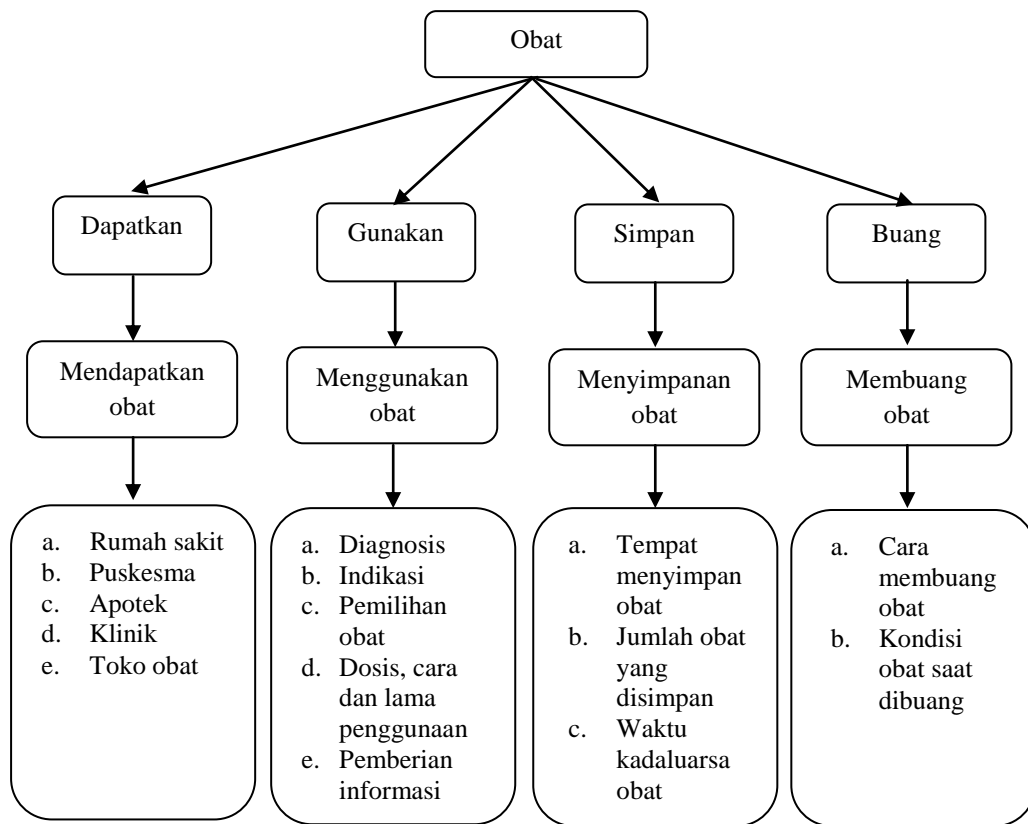 Obat
Dapatkan
Gunakan
Simpan
Buang
Mendapatkan
obat
Menggunakan
obat
Menyimpanan
obat
Membuang
obat
a. Rumah sakit
b. Puskesma
c. Apotek
d. Klinik
e. Toko obat
a. Diagnosis
b. Indikasi
c. Pemilihan
obat
d. Dosis, cara
dan lama
penggunaan
e. Pemberian
informasi
a. Tempat
menyimpan
obat
b. Jumlah obat
yang
disimpan
c. Waktu
kadaluarsa
obat
a. Cara
membuang
obat
b. Kondisi
obat saat
dibuang